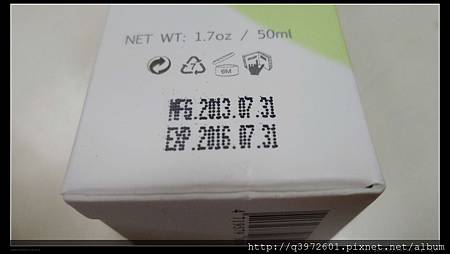 NET WT: 1.7oz / 50ml
7
6M
MFG.2013.07.31
EXP.2016.07.31
http://q3972601.pixnet.net/album